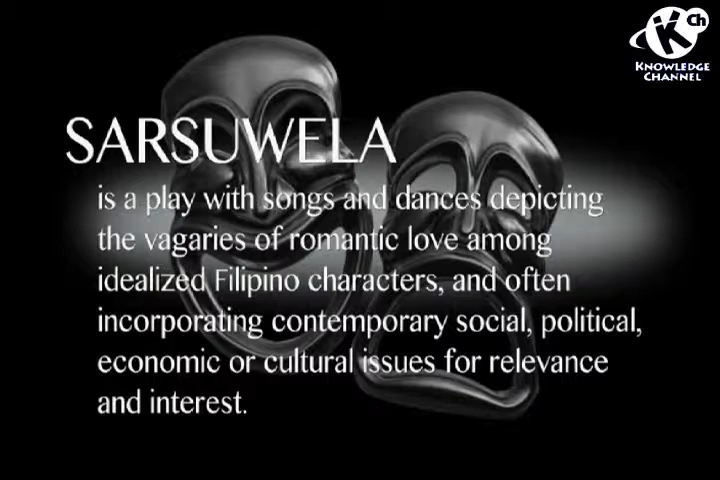 K Ch
KNOWLEDGE
CHANNEL
SARSUWELA
is a play with songs and dances depicting
the vagaries of romantic love among
idealized Filipino characters, and often
incorporating contemporary social, political,
economic or cultural issues for relevance
and interest.